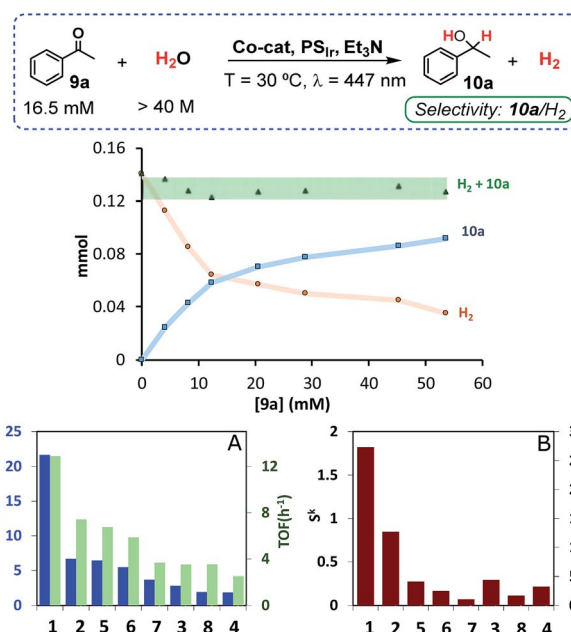 O
HO H
+ H₂O
Co-cat, PS_Ir, Et₃N
T = 30 ºC, λ = 447 nm
+ H₂
9a
10a
16.5 mM > 40 M
Selectivity: 10a/H₂
0.16
0.12
0.08
0.04
0
mmol
H₂ + 10a
10a
H₂
0 10 20 30 40 50 60
[9a] (mM)
A
25
20
15
10
5
0
12
8
4
0
TOF(h⁻¹)
1 2 5 6 7 3 8 4
B
2
1.5
1
0.5
0
Sᵏ
1 2 5 6 7 3 8 4